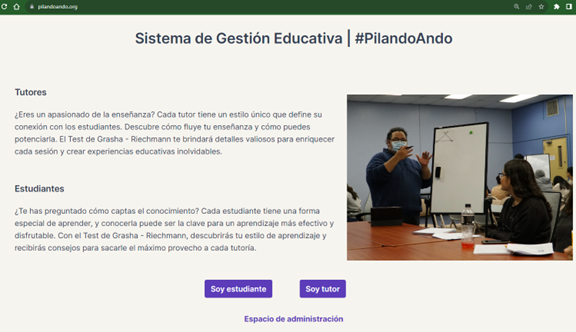 pilandoando.org
Sistema de Gestión Educativa | #PilandoAndo
Tutores
¿Eres un apasionado de la enseñanza? Cada tutor tiene un estilo único que define su
conexión con los estudiantes. Descubre cómo fluye tu enseñanza y cómo puedes
potenciarla. El Test de Grasha - Riechmann te brindará detalles valiosos para enriquecer
cada sesión y crear experiencias educativas inolvidables.
Estudiantes
¿Te has preguntado cómo captas el conocimiento? Cada estudiante tiene una forma
especial de aprender, y conocerla puede ser la clave para un aprendizaje más efectivo y
disfrutable. Con el Test de Grasha - Riechmann, descubrirás tu estilo de aprendizaje y
recibirás consejos para sacarle el máximo provecho a cada tutoría.
Soy estudiante
Soy tutor
Espacio de administración